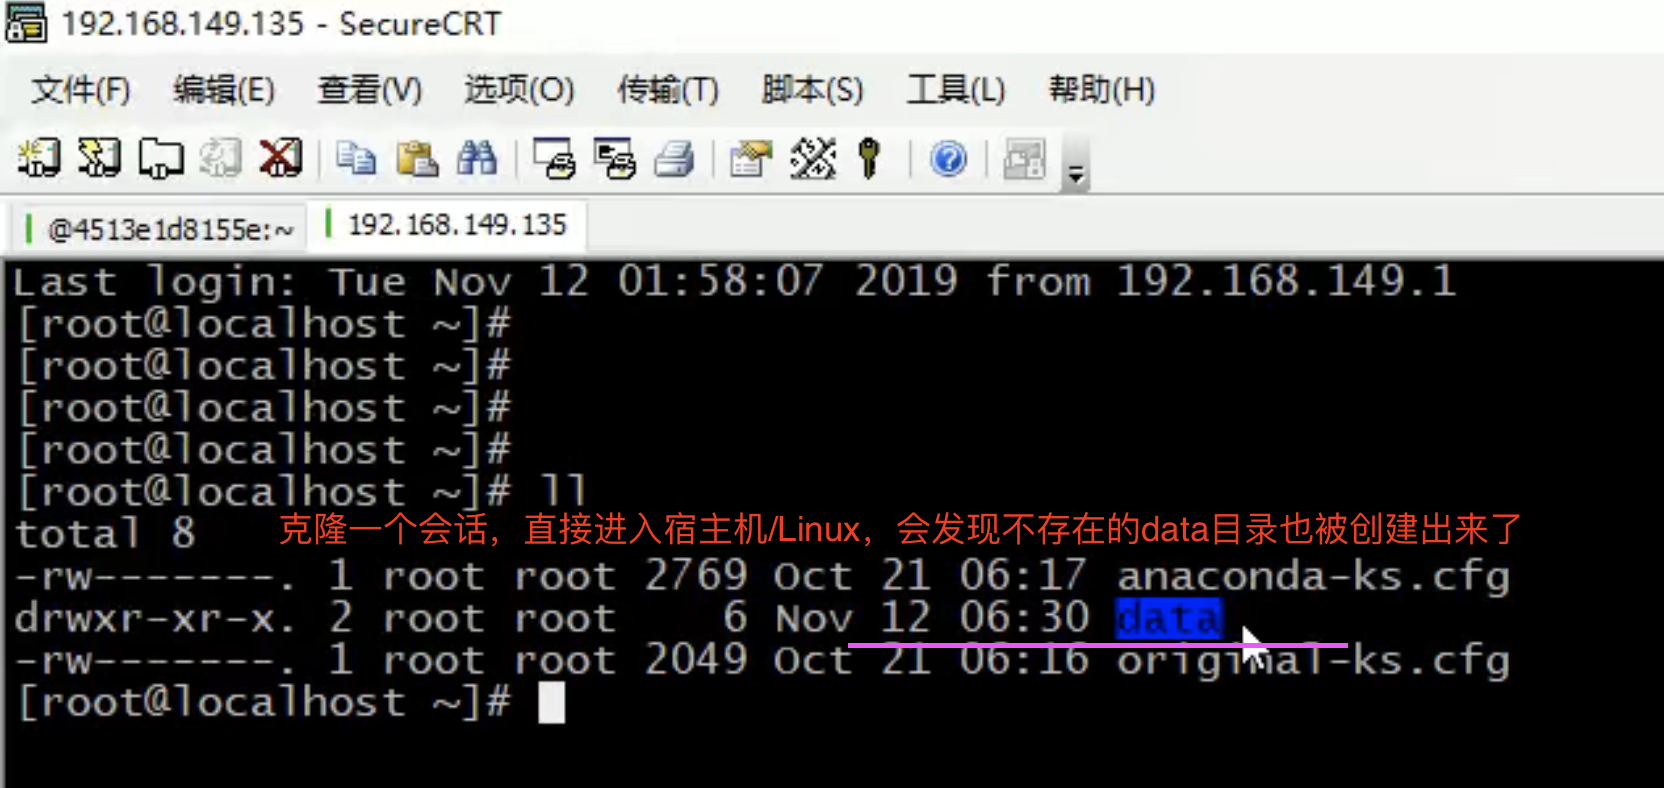 192.168.149.135 - SecureCRT
文件(F) 编辑(E) 查看(V) 选项(O) 传输(T) 脚本(S) 工具(L) 帮助(H)
@4513e1d8155e:~ 192.168.149.135
Last login: Tue Nov 12 01:58:07 2019 from 192.168.149.1
[root@localhost ~]#
[root@localhost ~]#
[root@localhost ~]#
[root@localhost ~]#
[root@localhost ~]# ll
total 8 克隆一个会话，直接进入宿主机/Linux，会发现不存在的data目录也被创建出来了
-rw-------. 1 root root 2769 Oct 21 06:17 anaconda-ks.cfg
drwxr-xr-x. 2 root root    6 Nov 12 06:30 data
-rw-------. 1 root root 2049 Oct 21 06:16 original-ks.cfg
[root@localhost ~]#